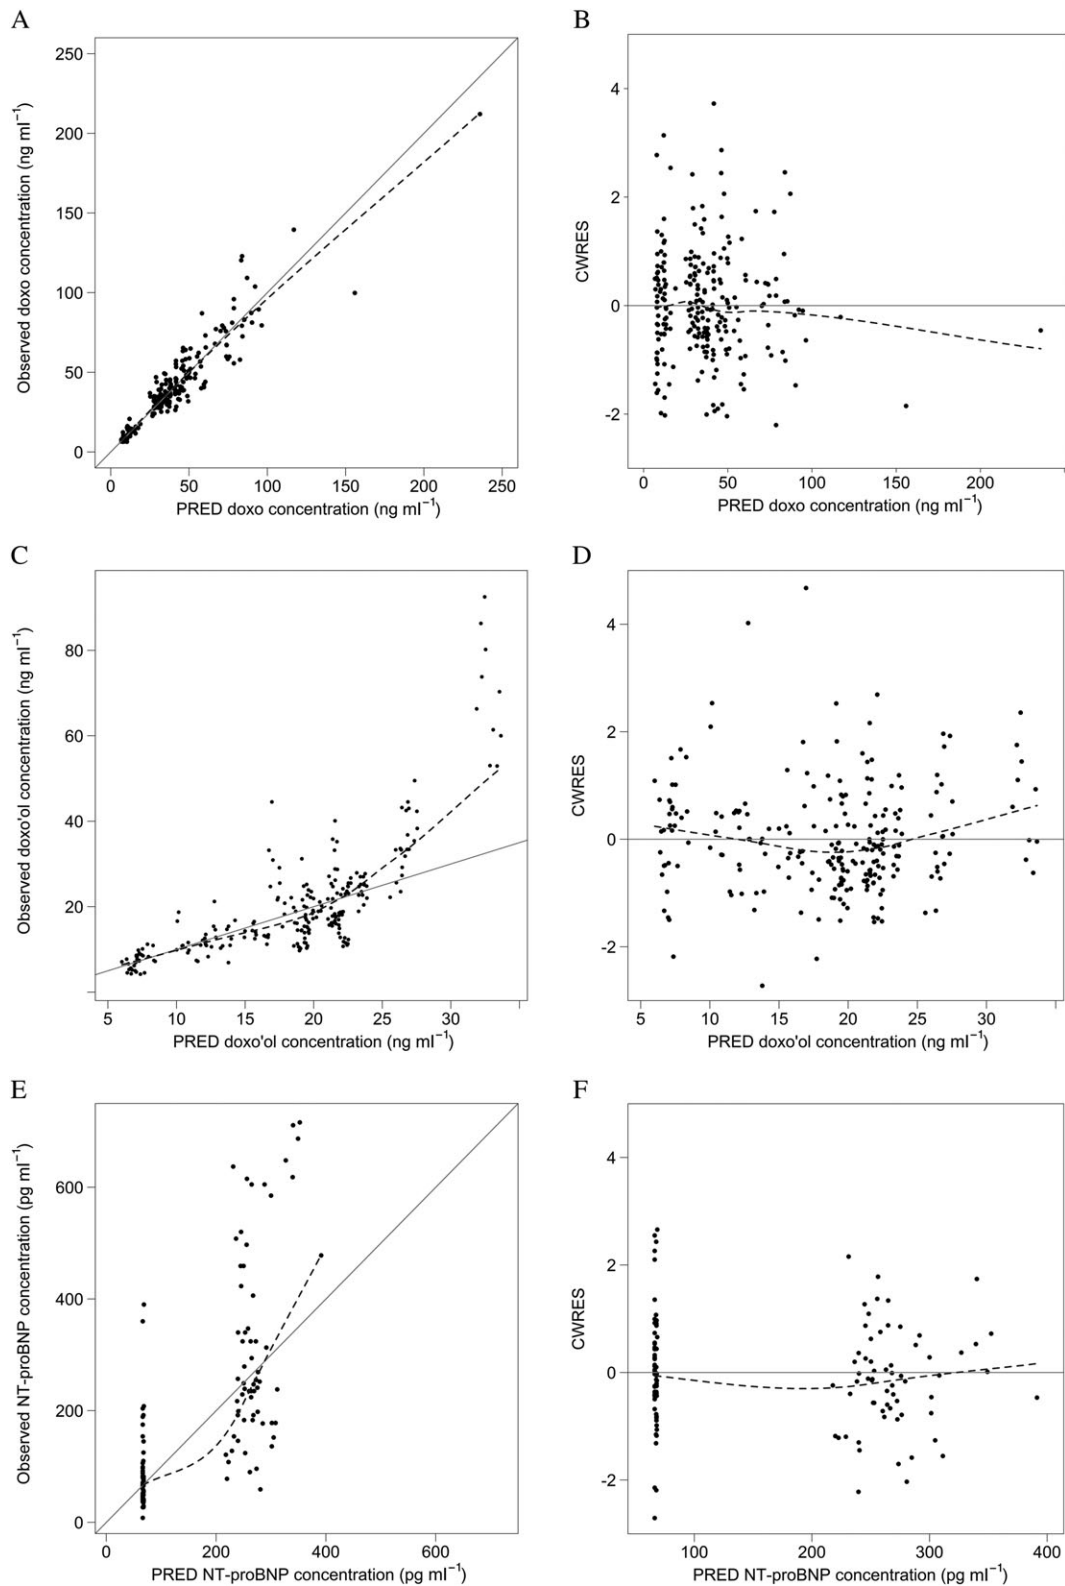 A
B
250
200
150
100
50
0
Observed doxo concentration (ng ml⁻¹)
0 50 100 150 200 250
PRED doxo concentration (ng ml⁻¹)
4
2
0
-2
CWRES
0 50 100 150 200
PRED doxo concentration (ng ml⁻¹)
C
D
80
60
40
20
Observed doxo'ol concentration (ng ml⁻¹)
5 10 15 20 25 30
PRED doxo'ol concentration (ng ml⁻¹)
4
2
0
-2
CWRES
5 10 15 20 25 30
PRED doxo'ol concentration (ng ml⁻¹)
E
F
600
400
200
0
Observed NT-proBNP concentration (pg ml⁻¹)
0 200 400 600
PRED NT-proBNP concentration (pg ml⁻¹)
4
2
0
-2
CWRES
100 200 300 400
PRED NT-proBNP concentration (pg ml⁻¹)